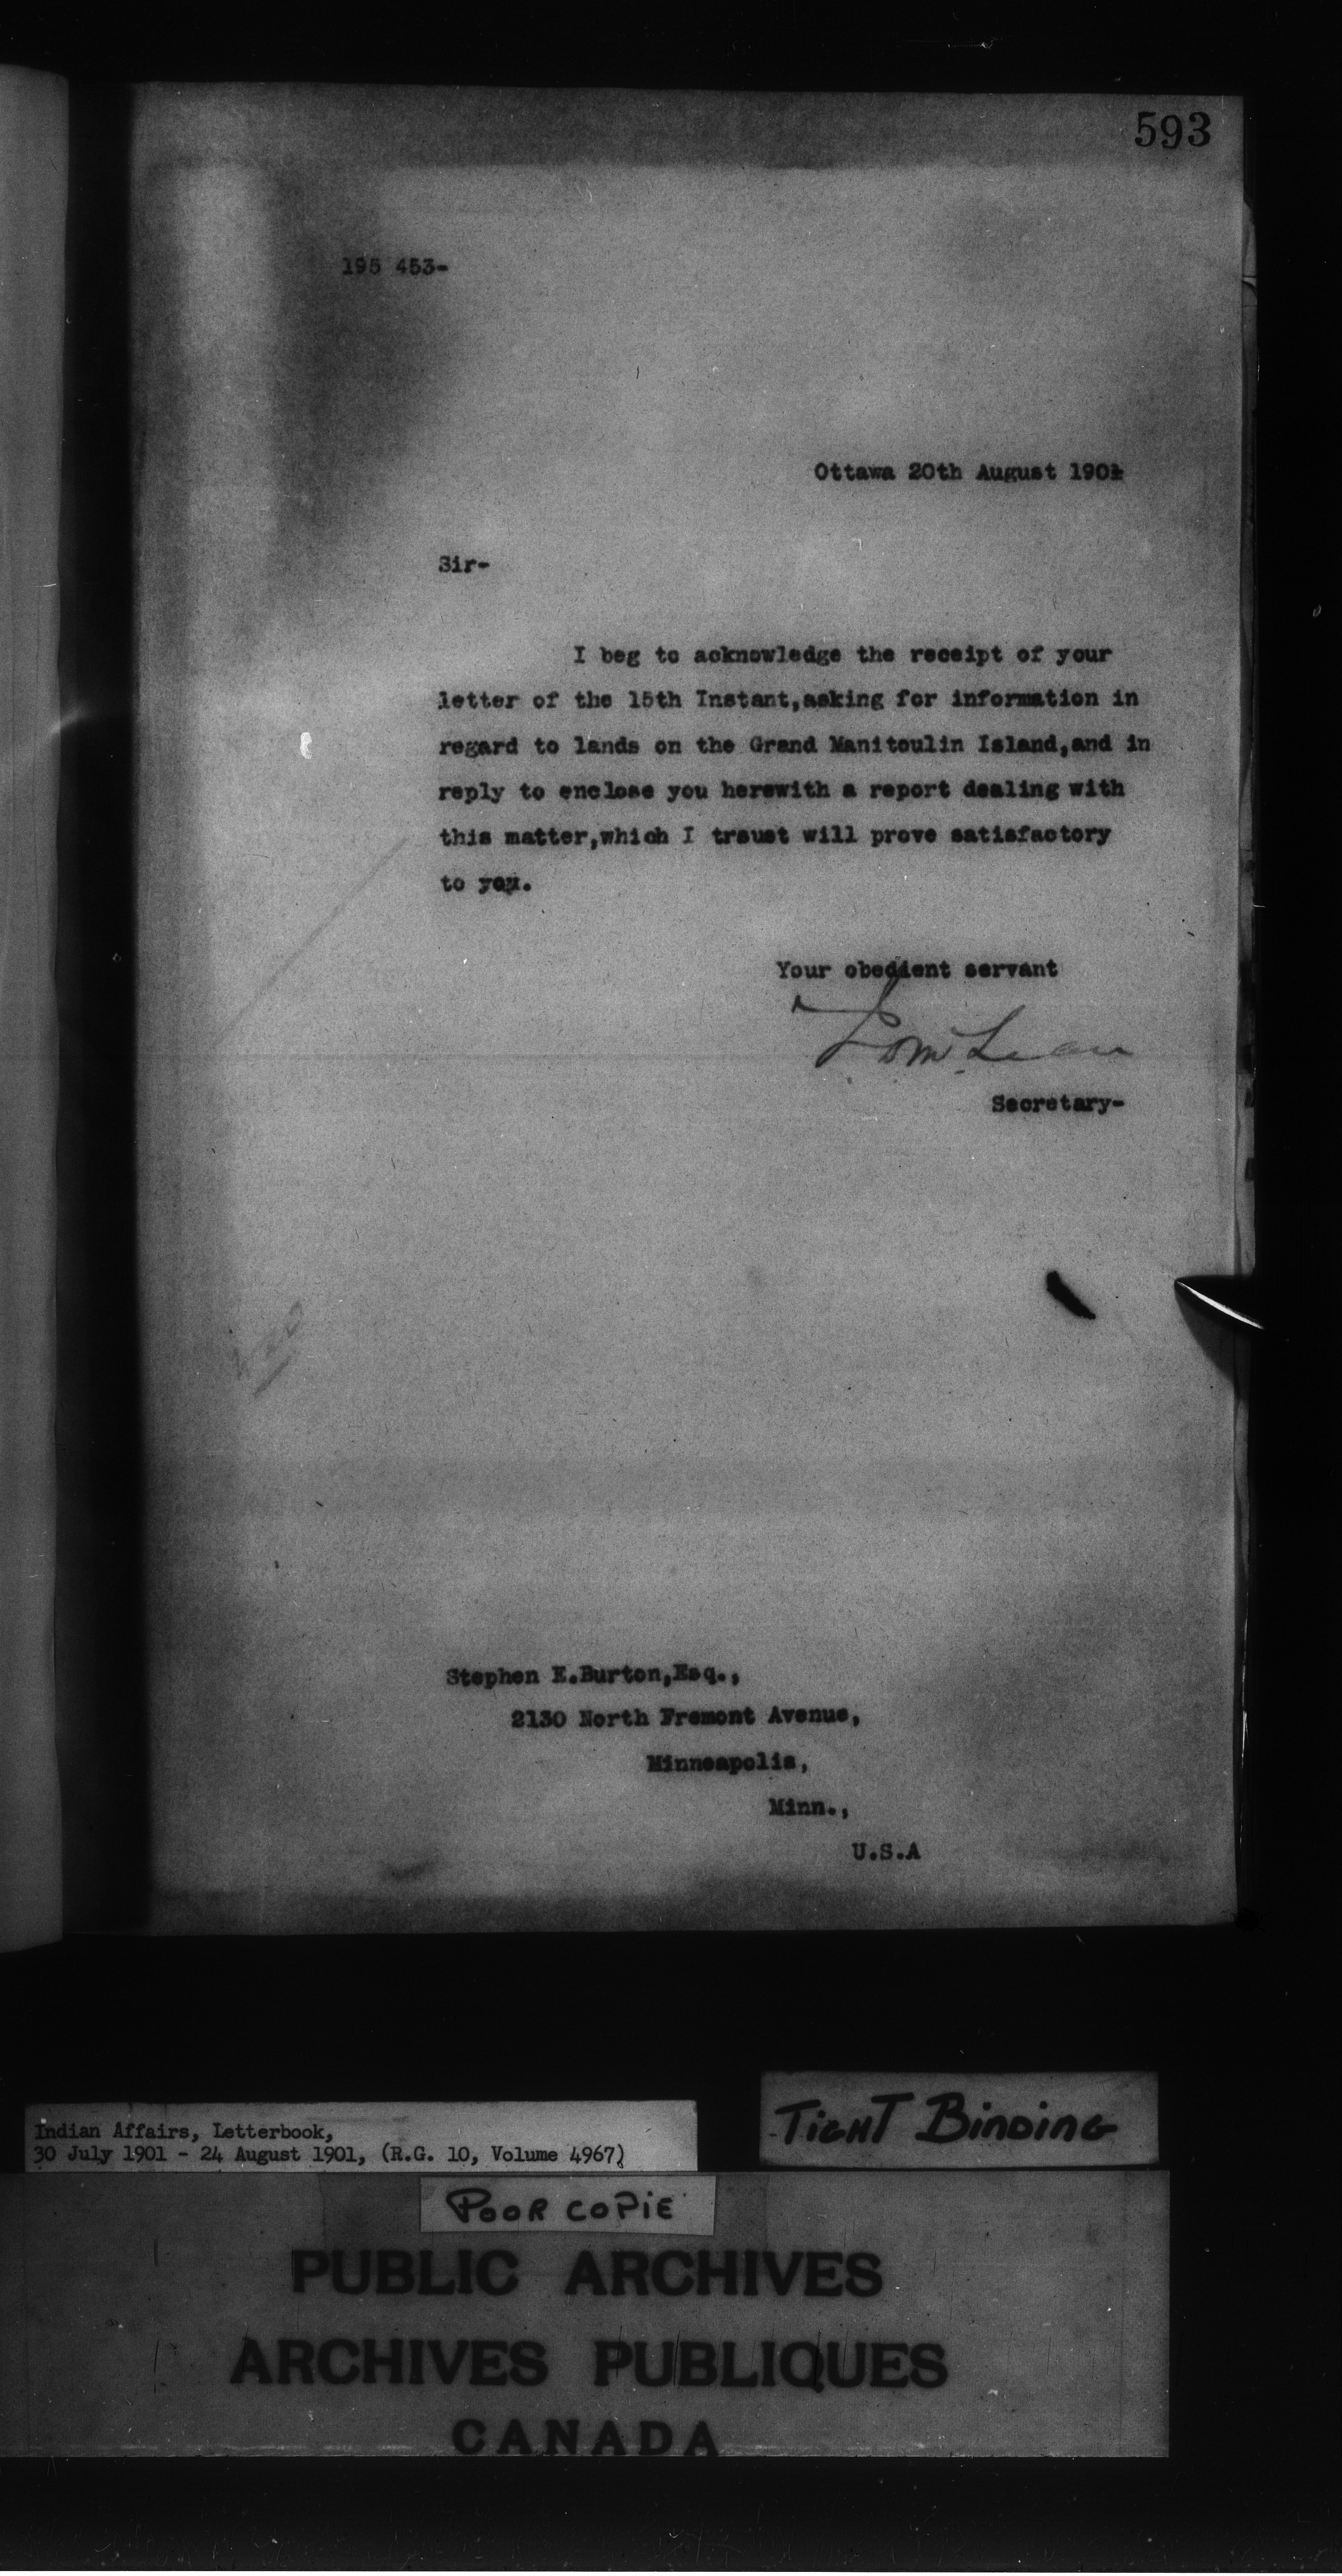 593
195 453-
Ottawa 20th August 1901
Sir-
I beg to acknowledge the receipt of your
letter of the 15th Instant,asking for information in
regard to lands on the Grand Manitoulin Island,and in
reply to enclose you herewith a report dealing with
this matter,which I traust will prove satisfactory
to you.
Your obedient servant
McLean
Secretary-
Stephen E.Burton,Esq.,
2130 North Fremont Avenue,
Minneapolis,
Minn.,
U.S.A
Indian Affairs, Letterbook,
30 July 1901 - 24 August 1901, (R.G. 10, Volume 4967)
TIGHT BINDING
POOR COPIE
PUBLIC ARCHIVES
ARCHIVES PUBLIQUES
CANADA